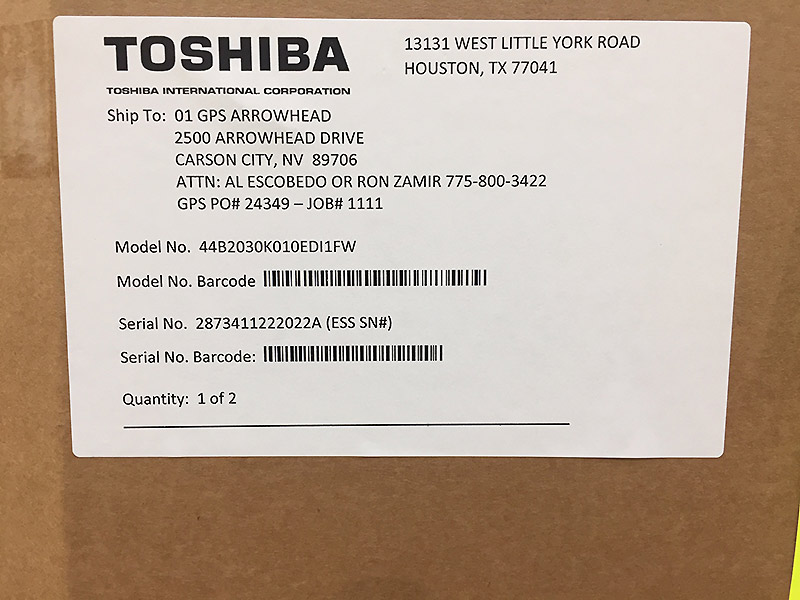 TOSHIBA
TOSHIBA INTERNATIONAL CORPORATION
13131 WEST LITTLE YORK ROAD
HOUSTON, TX 77041
Ship To: 01 GPS ARROWHEAD
2500 ARROWHEAD DRIVE
CARSON CITY, NV 89706
ATTN: AL ESCOBEDO OR RON ZAMIR 775-800-3422
GPS PO# 24349 – JOB# 1111
Model No. 44B2030K010EDI1FW
Model No. Barcode
Serial No. 2873411222022A (ESS SN#)
Serial No. Barcode:
Quantity: 1 of 2